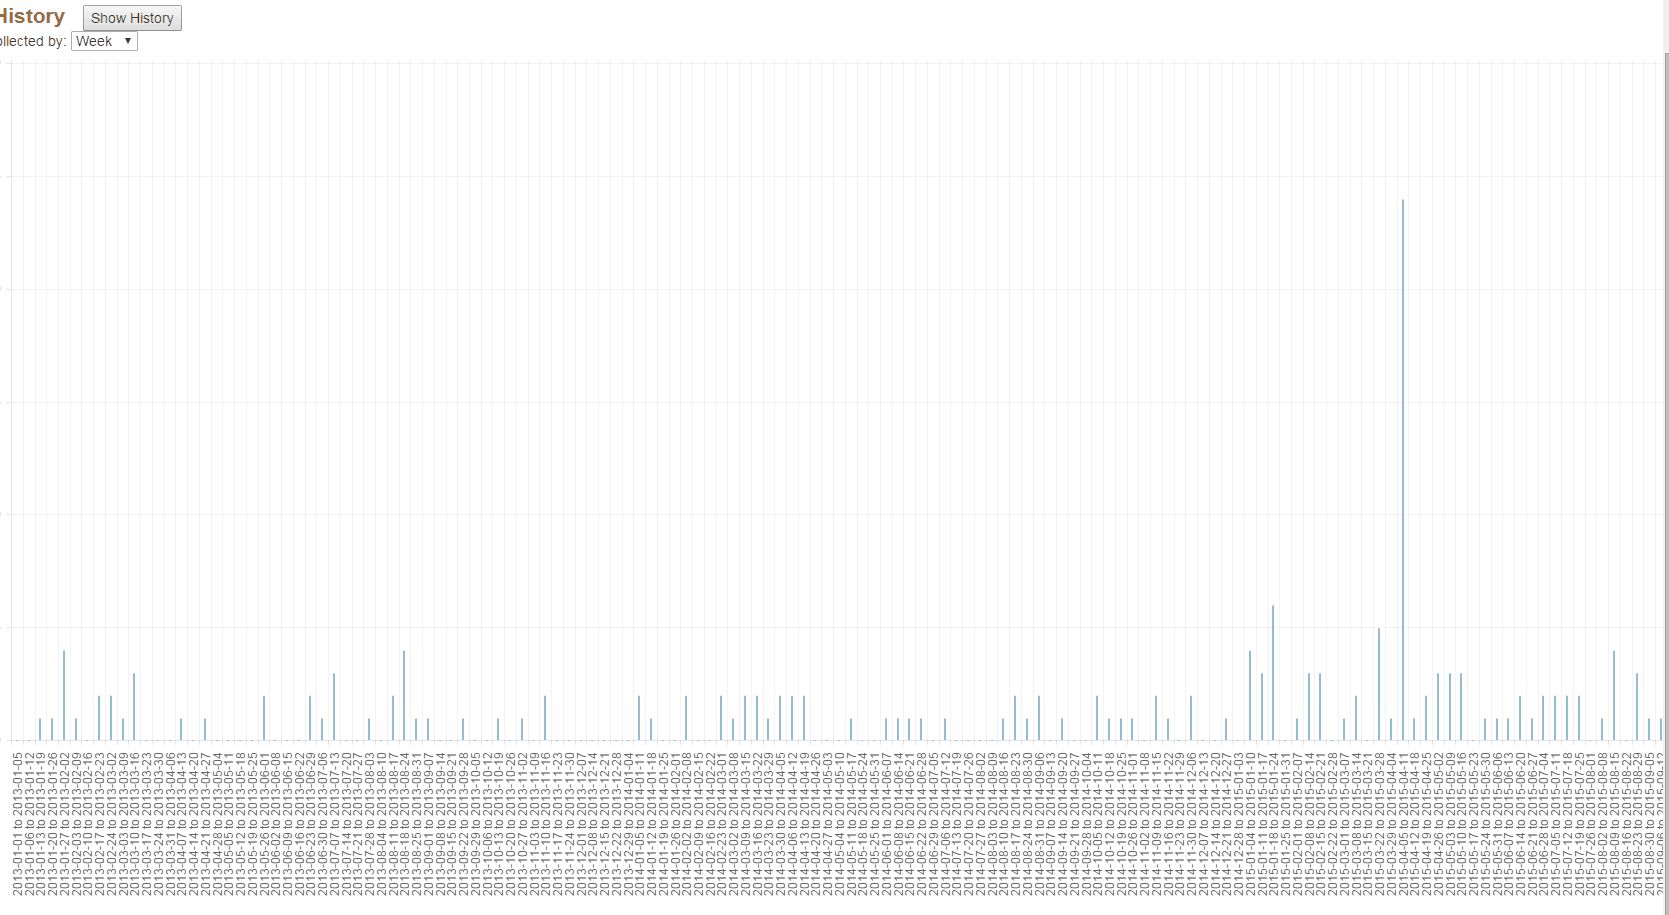 History Show History
ollected by: Week
2013-01-01 to 2013-01-05
2013-01-06 to 2013-01-12
2013-01-13 to 2013-01-19
2013-01-20 to 2013-01-26
2013-01-27 to 2013-02-02
2013-02-03 to 2013-02-09
2013-02-10 to 2013-02-16
2013-02-17 to 2013-02-23
2013-02-24 to 2013-03-02
2013-03-03 to 2013-03-09
2013-03-10 to 2013-03-16
2013-03-17 to 2013-03-23
2013-03-24 to 2013-03-30
2013-03-31 to 2013-04-06
2013-04-07 to 2013-04-13
2013-04-14 to 2013-04-20
2013-04-21 to 2013-04-27
2013-04-28 to 2013-05-04
2013-05-05 to 2013-05-11
2013-05-12 to 2013-05-18
2013-05-19 to 2013-05-25
2013-05-26 to 2013-06-01
2013-06-02 to 2013-06-08
2013-06-09 to 2013-06-15
2013-06-16 to 2013-06-22
2013-06-23 to 2013-06-29
2013-06-30 to 2013-07-06
2013-07-07 to 2013-07-13
2013-07-14 to 2013-07-20
2013-07-21 to 2013-07-27
2013-07-28 to 2013-08-03
2013-08-04 to 2013-08-10
2013-08-11 to 2013-08-17
2013-08-18 to 2013-08-24
2013-08-25 to 2013-08-31
2013-09-01 to 2013-09-07
2013-09-08 to 2013-09-14
2013-09-15 to 2013-09-21
2013-09-22 to 2013-09-28
2013-09-29 to 2013-10-05
2013-10-06 to 2013-10-12
2013-10-13 to 2013-10-19
2013-10-20 to 2013-10-26
2013-10-27 to 2013-11-02
2013-11-03 to 2013-11-09
2013-11-10 to 2013-11-16
2013-11-17 to 2013-11-23
2013-11-24 to 2013-11-30
2013-12-01 to 2013-12-07
2013-12-08 to 2013-12-14
2013-12-15 to 2013-12-21
2013-12-22 to 2013-12-28
2013-12-29 to 2014-01-04
2014-01-05 to 2014-01-11
2014-01-12 to 2014-01-18
2014-01-19 to 2014-01-25
2014-01-26 to 2014-02-01
2014-02-02 to 2014-02-08
2014-02-09 to 2014-02-15
2014-02-16 to 2014-02-22
2014-02-23 to 2014-03-01
2014-03-02 to 2014-03-08
2014-03-09 to 2014-03-15
2014-03-16 to 2014-03-22
2014-03-23 to 2014-03-29
2014-03-30 to 2014-04-05
2014-04-06 to 2014-04-12
2014-04-13 to 2014-04-19
2014-04-20 to 2014-04-26
2014-04-27 to 2014-05-03
2014-05-04 to 2014-05-10
2014-05-11 to 2014-05-17
2014-05-18 to 2014-05-24
2014-05-25 to 2014-05-31
2014-06-01 to 2014-06-07
2014-06-08 to 2014-06-14
2014-06-15 to 2014-06-21
2014-06-22 to 2014-06-28
2014-06-29 to 2014-07-05
2014-07-06 to 2014-07-12
2014-07-13 to 2014-07-19
2014-07-20 to 2014-07-26
2014-07-27 to 2014-08-02
2014-08-03 to 2014-08-09
2014-08-10 to 2014-08-16
2014-08-17 to 2014-08-23
2014-08-24 to 2014-08-30
2014-08-31 to 2014-09-06
2014-09-07 to 2014-09-13
2014-09-14 to 2014-09-20
2014-09-21 to 2014-09-27
2014-09-28 to 2014-10-04
2014-10-05 to 2014-10-11
2014-10-12 to 2014-10-18
2014-10-19 to 2014-10-25
2014-10-26 to 2014-11-01
2014-11-02 to 2014-11-08
2014-11-09 to 2014-11-15
2014-11-16 to 2014-11-22
2014-11-23 to 2014-11-29
2014-11-30 to 2014-12-06
2014-12-07 to 2014-12-13
2014-12-14 to 2014-12-20
2014-12-21 to 2014-12-27
2014-12-28 to 2015-01-03
2015-01-04 to 2015-01-10
2015-01-11 to 2015-01-17
2015-01-18 to 2015-01-24
2015-01-25 to 2015-01-31
2015-02-01 to 2015-02-07
2015-02-08 to 2015-02-14
2015-02-15 to 2015-02-21
2015-02-22 to 2015-02-28
2015-03-01 to 2015-03-07
2015-03-08 to 2015-03-14
2015-03-15 to 2015-03-21
2015-03-22 to 2015-03-28
2015-03-29 to 2015-04-04
2015-04-05 to 2015-04-11
2015-04-12 to 2015-04-18
2015-04-19 to 2015-04-25
2015-04-26 to 2015-05-02
2015-05-03 to 2015-05-09
2015-05-10 to 2015-05-16
2015-05-17 to 2015-05-23
2015-05-24 to 2015-05-30
2015-05-31 to 2015-06-06
2015-06-07 to 2015-06-13
2015-06-14 to 2015-06-20
2015-06-21 to 2015-06-27
2015-06-28 to 2015-07-04
2015-07-05 to 2015-07-11
2015-07-12 to 2015-07-18
2015-07-19 to 2015-07-25
2015-07-26 to 2015-08-01
2015-08-02 to 2015-08-08
2015-08-09 to 2015-08-15
2015-08-16 to 2015-08-22
2015-08-23 to 2015-08-29
2015-08-30 to 2015-09-05